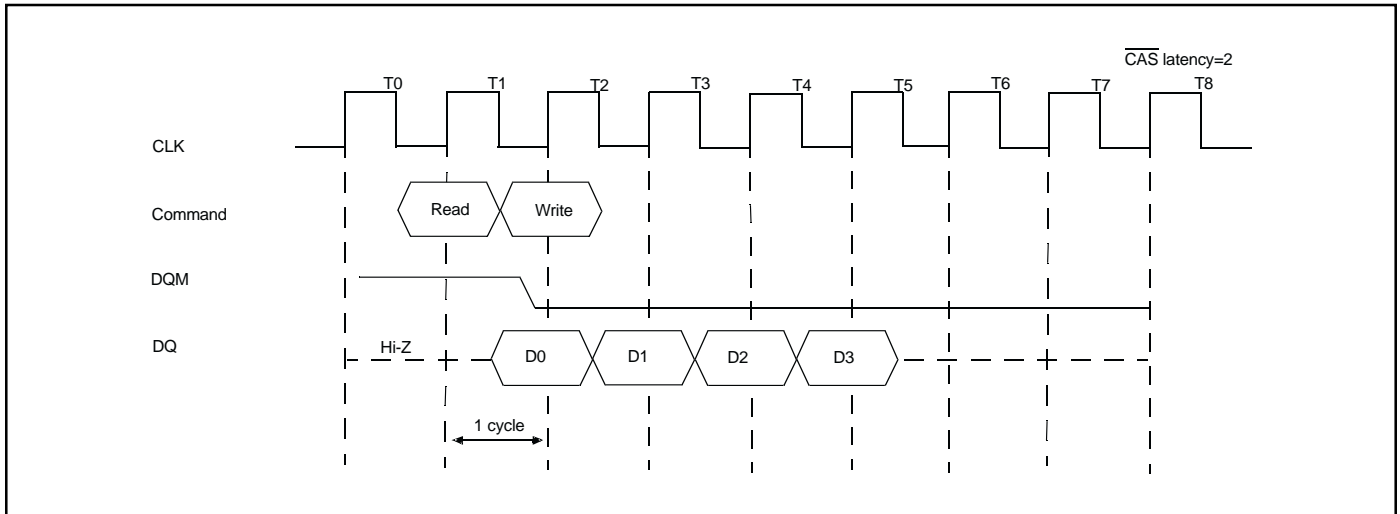 C̅A̅S̅ latency=2
T0 T1 T2 T3 T4 T5 T6 T7 T8
CLK
Command Read Write
DQM
DQ Hi-Z D0 D1 D2 D3
1 cycle